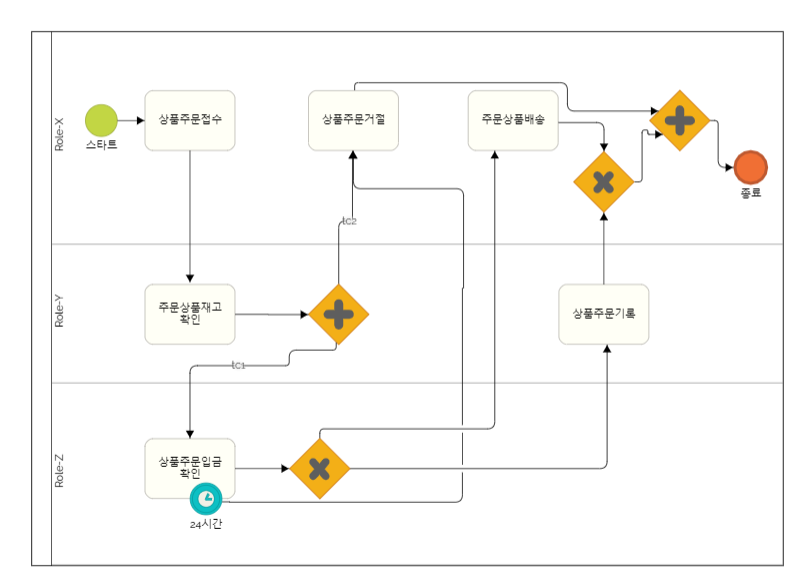 Role-X
스타트
상품주문접수
상품주문거절
주문상품배송
종료
tC2
Role-Y
주문상품재고
확인
상품주문기록
tC1
Role-Z
상품주문입금
확인
24시간